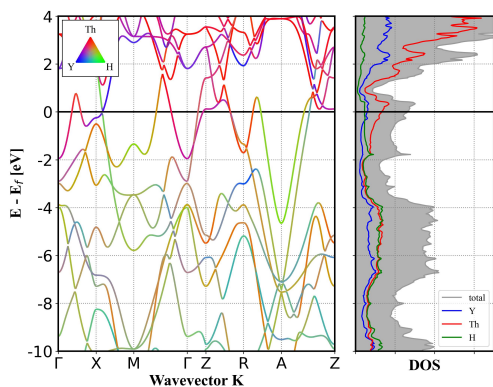 Th
Y
H
4
2
0
-2
-4
-6
-8
-10
E - E_f [eV]
Γ X M Γ Z R A Z
Wavevector K
total
Y
Th
H
DOS